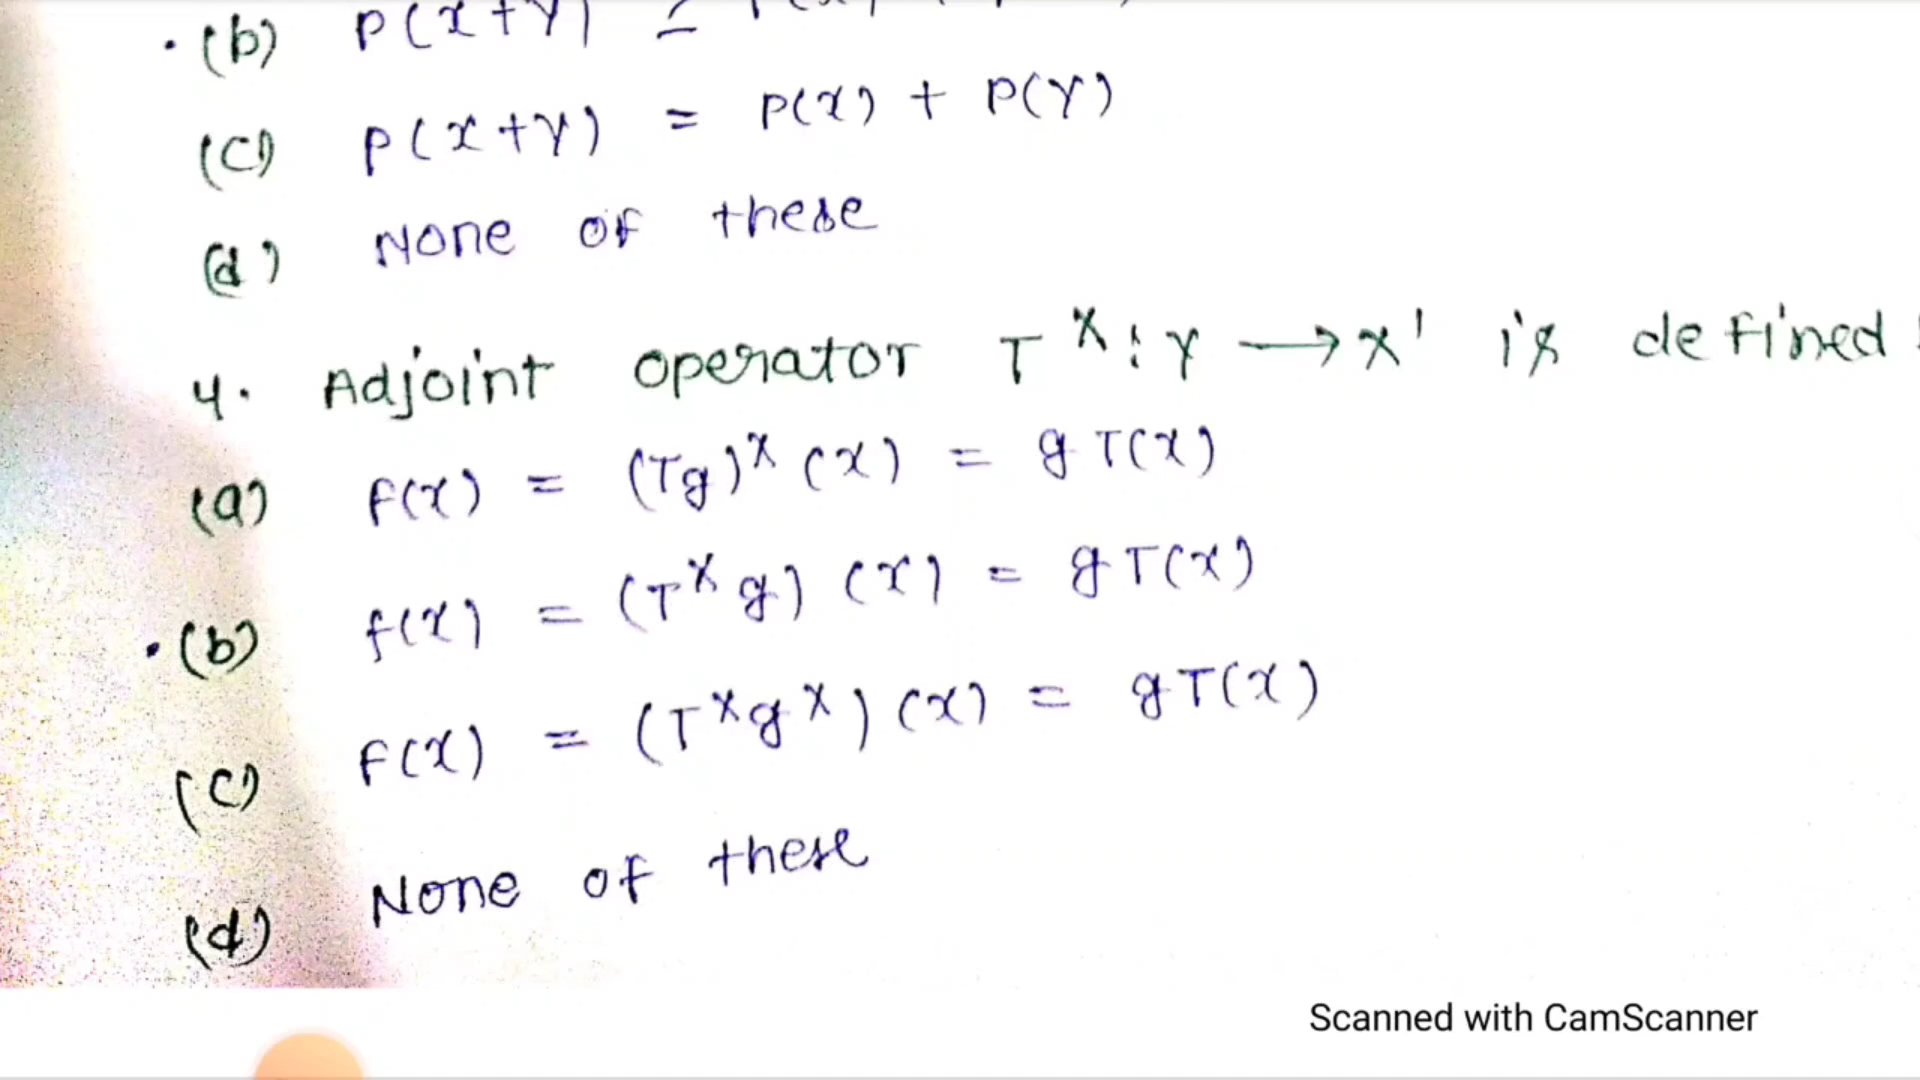 (b) P(x+y) ≤
(c) P(x+y) = P(x) + P(y)
(d) None of these
4. Adjoint operator T^x : Y → X' is defined
(a) f(x) = (Tg)^x (x) = g T(x)
(b) f(x) = (T^x g) (x) = g T(x)
(c) f(x) = (T^x g^x) (x) = g T(x)
(d) None of these
Scanned with CamScanner